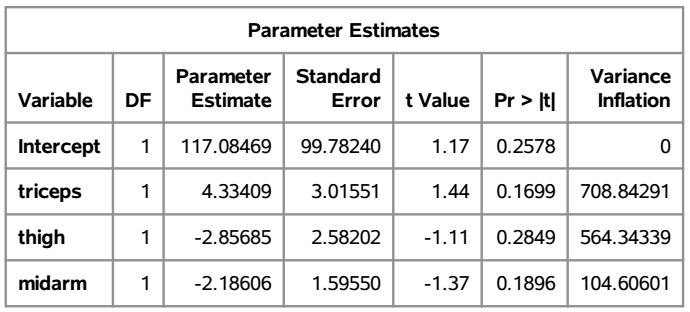 Parameter Estimates
Variable DF Parameter Estimate Standard Error t Value Pr > |t| Variance Inflation
Intercept 1 117.08469 99.78240 1.17 0.2578 0
triceps 1 4.33409 3.01551 1.44 0.1699 708.84291
thigh 1 -2.85685 2.58202 -1.11 0.2849 564.34339
midarm 1 -2.18606 1.59550 -1.37 0.1896 104.60601